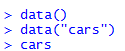 > data()
> data("cars")
> cars